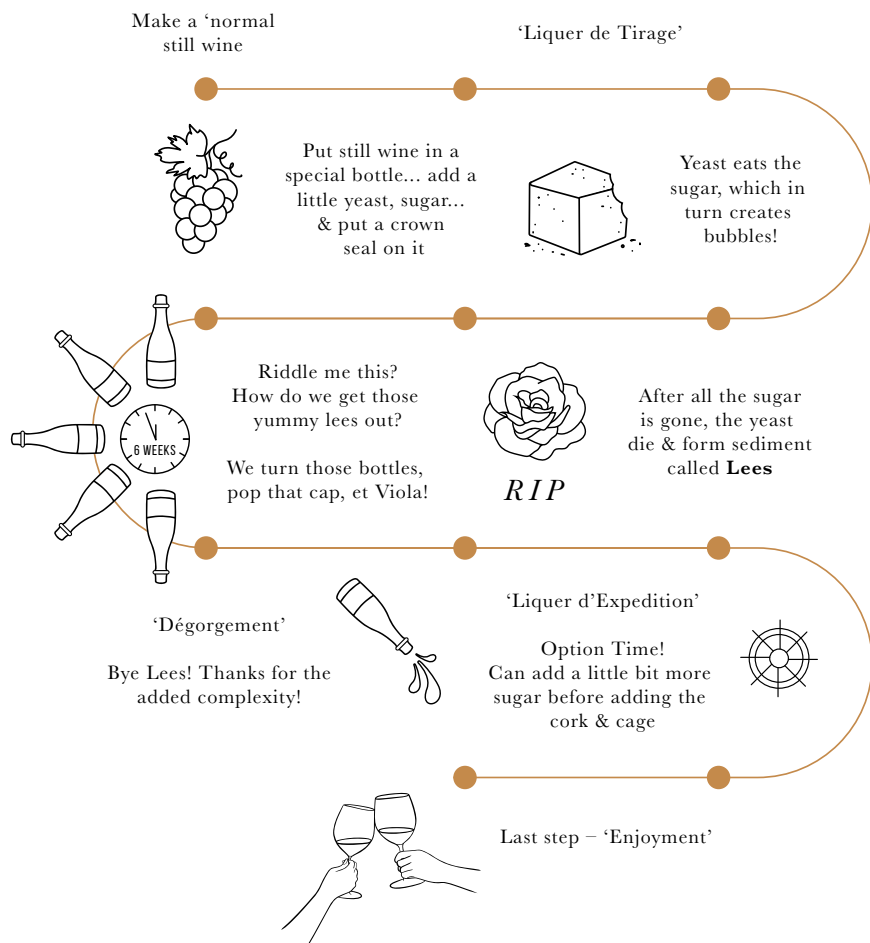 Make a ‘normal
still wine
‘Liquer de Tirage’
Put still wine in a
special bottle... add a
little yeast, sugar...
& put a crown
seal on it
Yeast eats the
sugar, which in
turn creates
bubbles!
After all the sugar
is gone, the yeast
die & form sediment
called Lees
RIP
Riddle me this?
How do we get those
yummy lees out?
We turn those bottles,
pop that cap, et Viola!
6 WEEKS
‘Dégorgement’
Bye Lees! Thanks for the
added complexity!
‘Liquer d’Expedition’
Option Time!
Can add a little bit more
sugar before adding the
cork & cage
Last step – ‘Enjoyment’